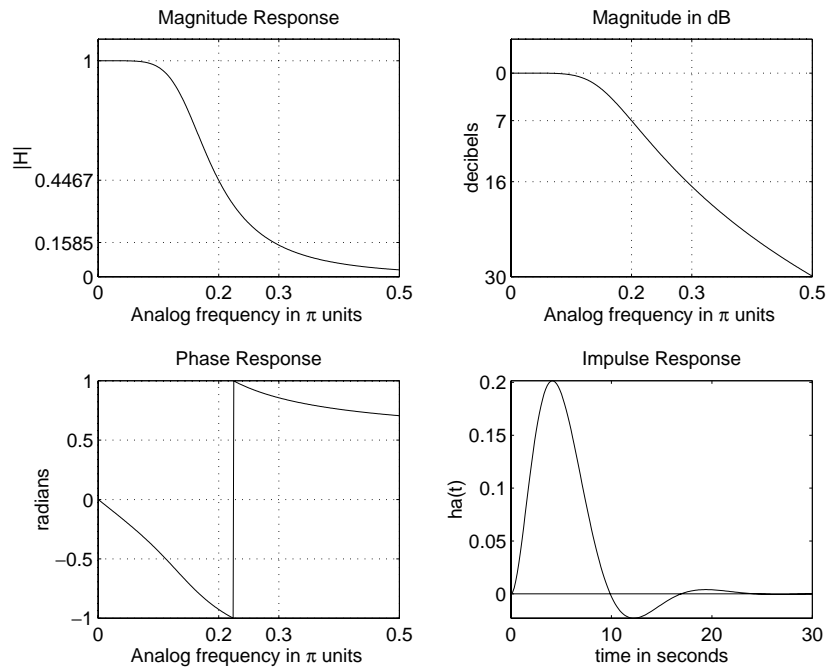 Magnitude Response
1
0.4467
0.1585
0
|H|
0 0.2 0.3 0.5
Analog frequency in π units
Magnitude in dB
0
7
16
30
decibels
0 0.2 0.3 0.5
Analog frequency in π units
Phase Response
1
0.5
0
−0.5
−1
radians
0 0.2 0.3 0.5
Analog frequency in π units
Impulse Response
0.2
0.15
0.1
0.05
0
ha(t)
0 10 20 30
time in seconds